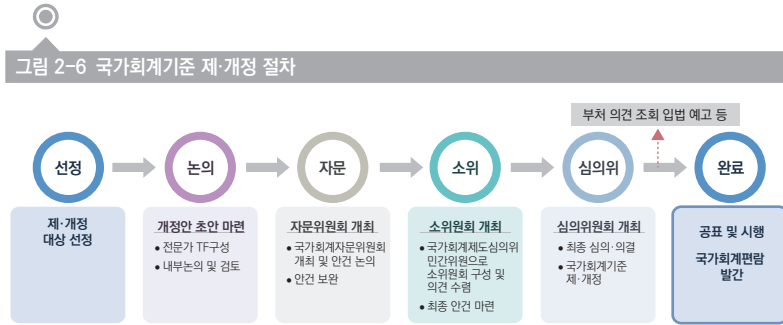 그림 2-6 국가회계기준 제·개정 절차
부처 의견 조회 입법 예고 등
선정
논의
자문
소위
심의위
완료
제·개정
대상 선정
개정안 초안 마련
• 전문가 TF구성
• 내부논의 및 검토
자문위원회 개최
• 국가회계자문위원회
개최 및 안건 논의
• 안건 보완
소위원회 개최
• 국가회계제도심의위
민간위원으로
소위원회 구성 및
의견 수렴
• 최종 안건 마련
심의위원회 개최
• 최종 심의·의결
• 국가회계기준
제·개정
공표 및 시행
국가회계편람
발간